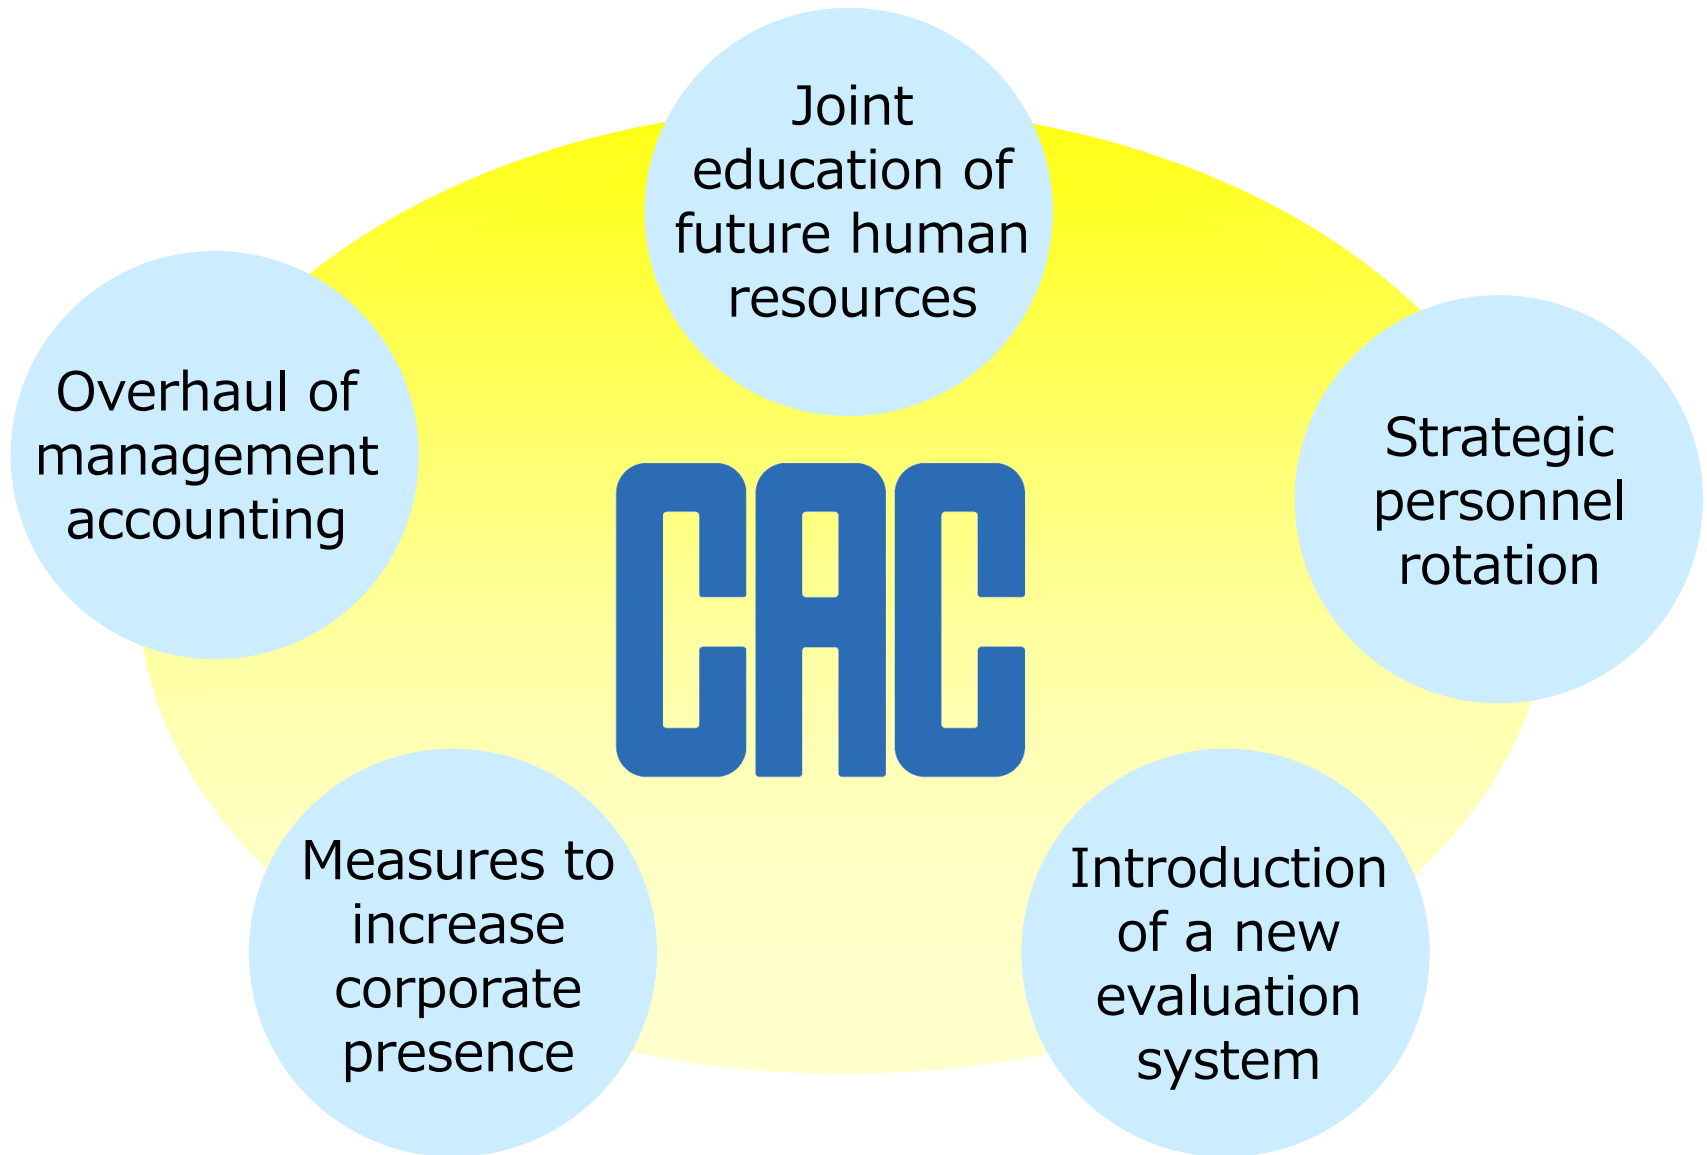 Joint
education of
future human
resources
Overhaul of
management
accounting
Strategic
personnel
rotation
CAC
Measures to
increase
corporate
presence
Introduction
of a new
evaluation
system